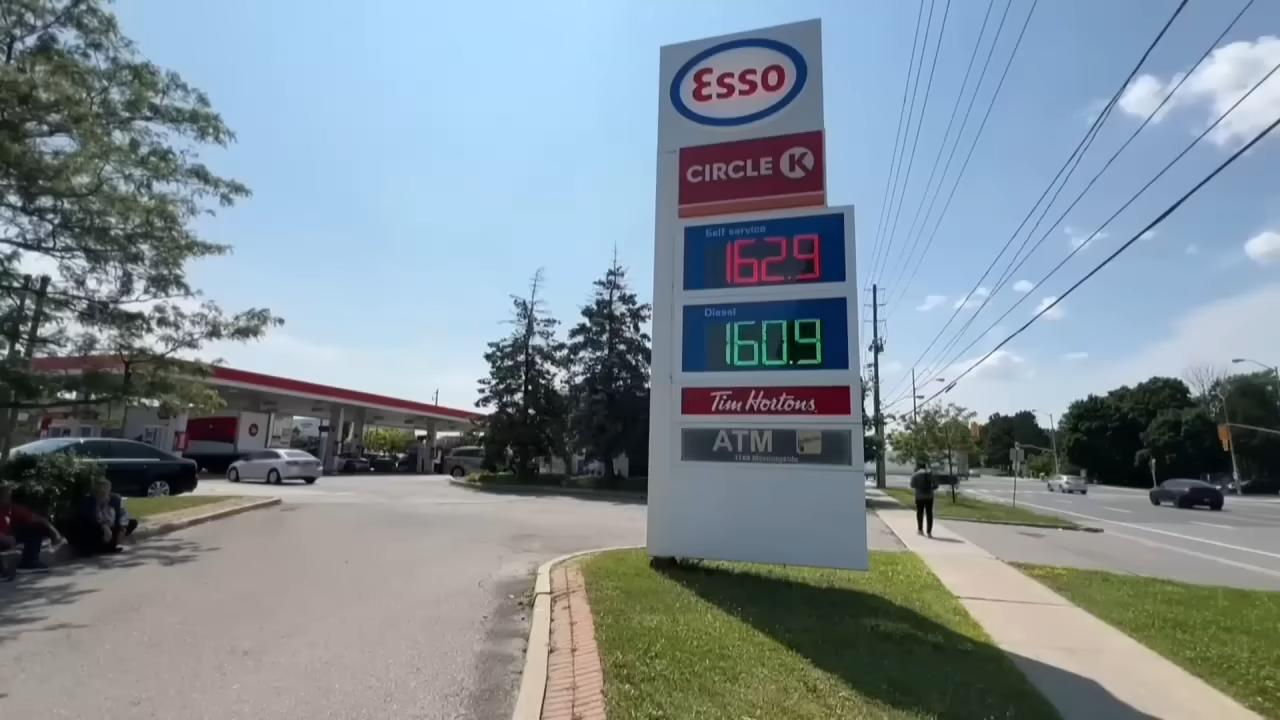 Esso
CIRCLE K
Self service
162.9
Diesel
160.9
Tim Hortons
ATM